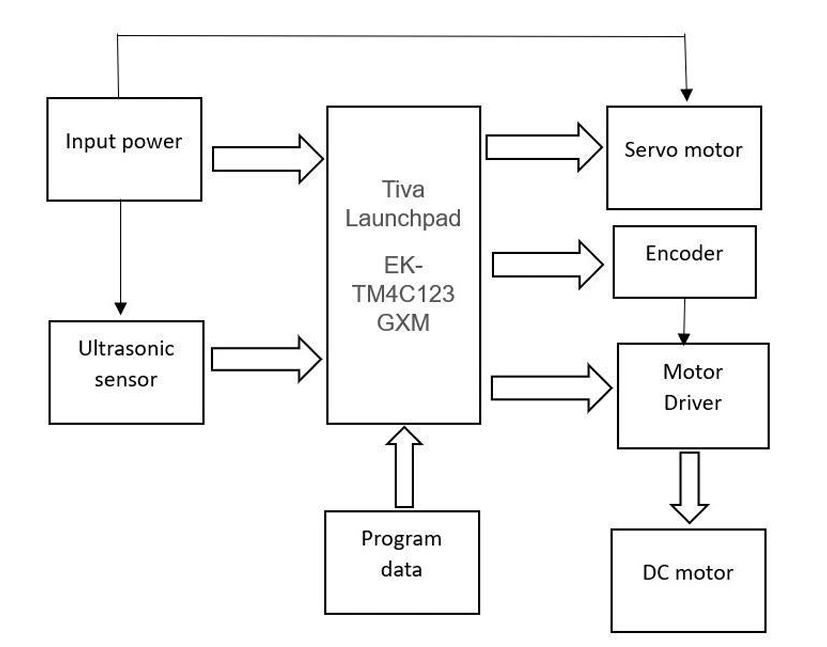 Input power
Tiva
Launchpad
EK-
TM4C123
GXM
Servo motor
Encoder
Ultrasonic
sensor
Motor
Driver
Program
data
DC motor